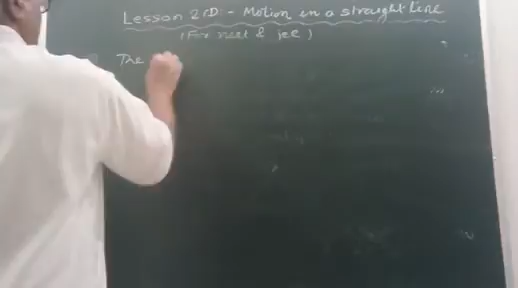 Lesson 2(D):- Motion in a straight Line
(For neet & jee)
The